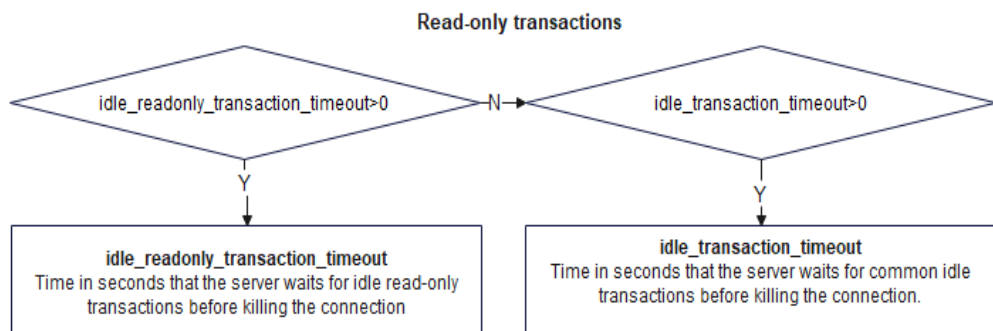 Read-only transactions
idle_readonly_transaction_timeout>0
N
idle_transaction_timeout>0
Y
Y
idle_readonly_transaction_timeout
Time in seconds that the server waits for idle read-only
transactions before killing the connection
idle_transaction_timeout
Time in seconds that the server waits for common idle
transactions before killing the connection.